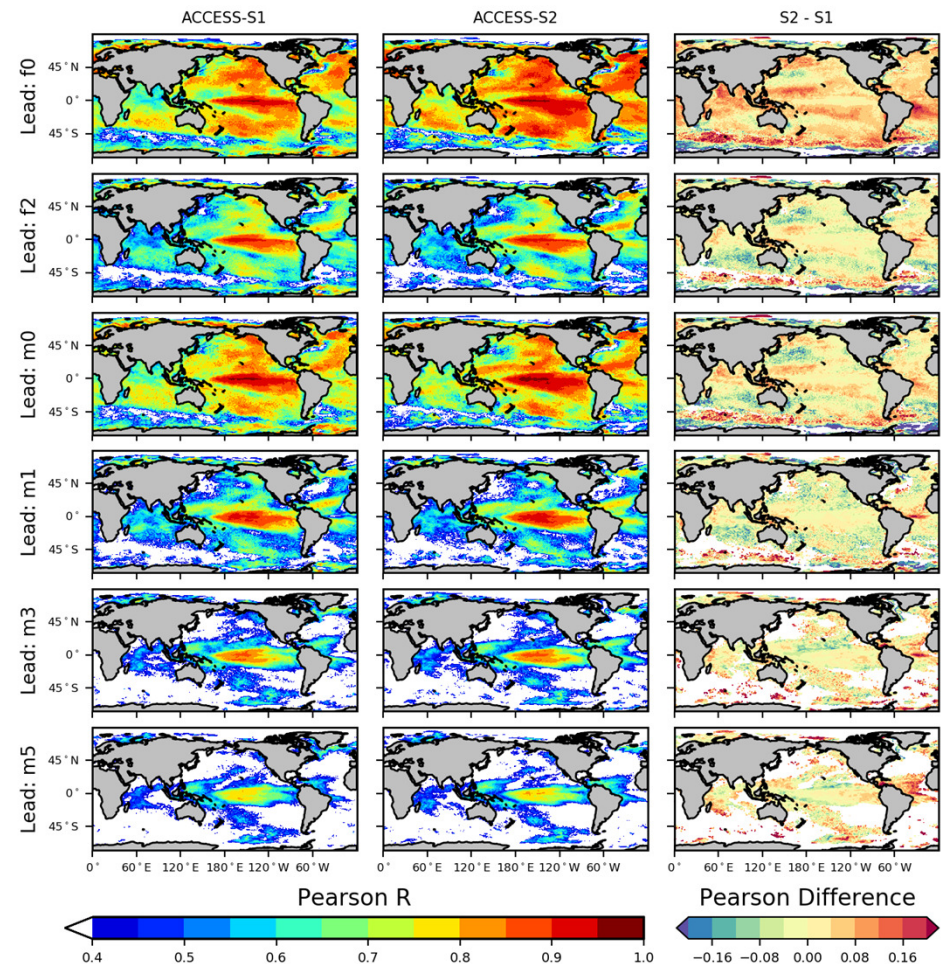 ACCESS-S1 ACCESS-S2 S2 - S1
Lead: f0
45°N
0°
45°S
Lead: f2
45°N
0°
45°S
Lead: m0
45°N
0°
45°S
Lead: m1
45°N
0°
45°S
Lead: m3
45°N
0°
45°S
Lead: m5
45°N
0°
45°S
0° 60°E 120°E 180°W 120°W 60°W 0° 60°E 120°E 180°W 120°W 60°W 0° 60°E 120°E 180°W 120°W 60°W
Pearson R Pearson Difference
0.4 0.5 0.6 0.7 0.8 0.9 1.0 −0.16 −0.08 0.00 0.08 0.16